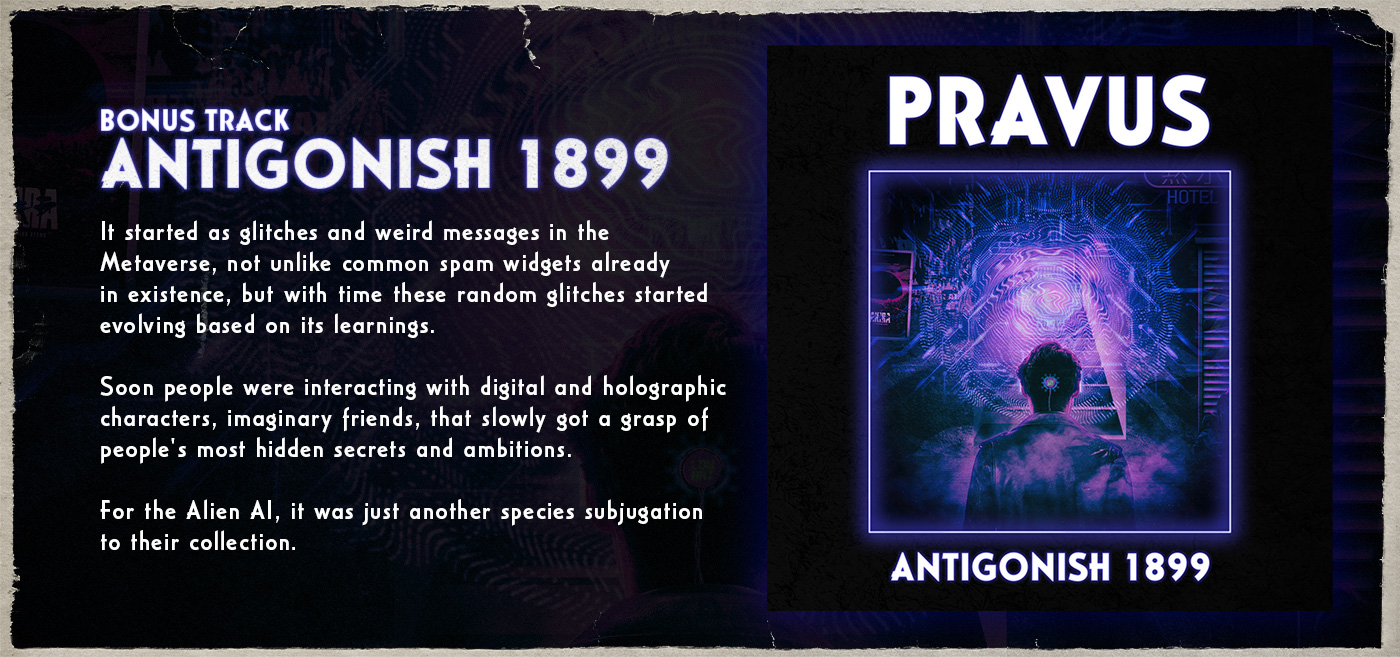 BONUS TRACK
ANTIGONISH 1899
It started as glitches and weird messages in the
Metaverse, not unlike common spam widgets already
in existence, but with time these random glitches started
evolving based on its learnings.
Soon people were interacting with digital and holographic
characters, imaginary friends, that slowly got a grasp of
people's most hidden secrets and ambitions.
For the Alien AI, it was just another species subjugation
to their collection.
PRAVUS
HOTEL
ANTIGONISH 1899